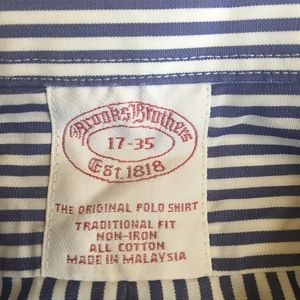 Brooks Brothers
17-35
Est. 1818
THE ORIGINAL POLO SHIRT
TRADITIONAL FIT
NON-IRON
ALL COTTON
MADE IN MALAYSIA